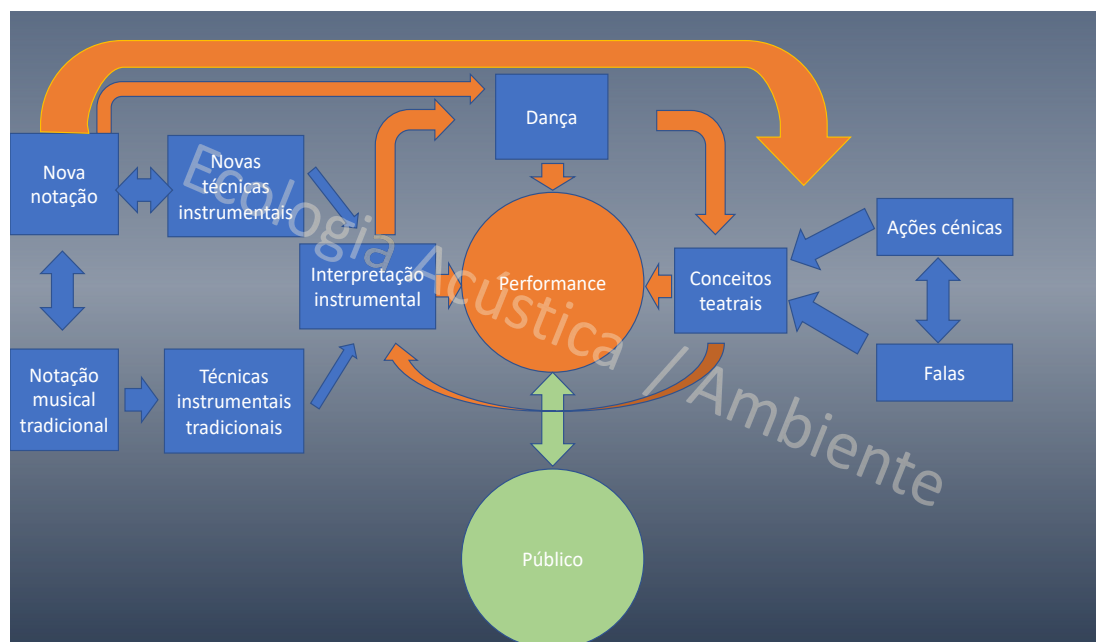 Dança
Nova
notação
Novas
técnicas
instrumentais
Interpretação
instrumental
Performance
Conceitos
teatrais
Ações cénicas
Falas
Notação
musical
tradicional
Técnicas
instrumentais
tradicionais
Público
Ecologia Acústica / Ambiente